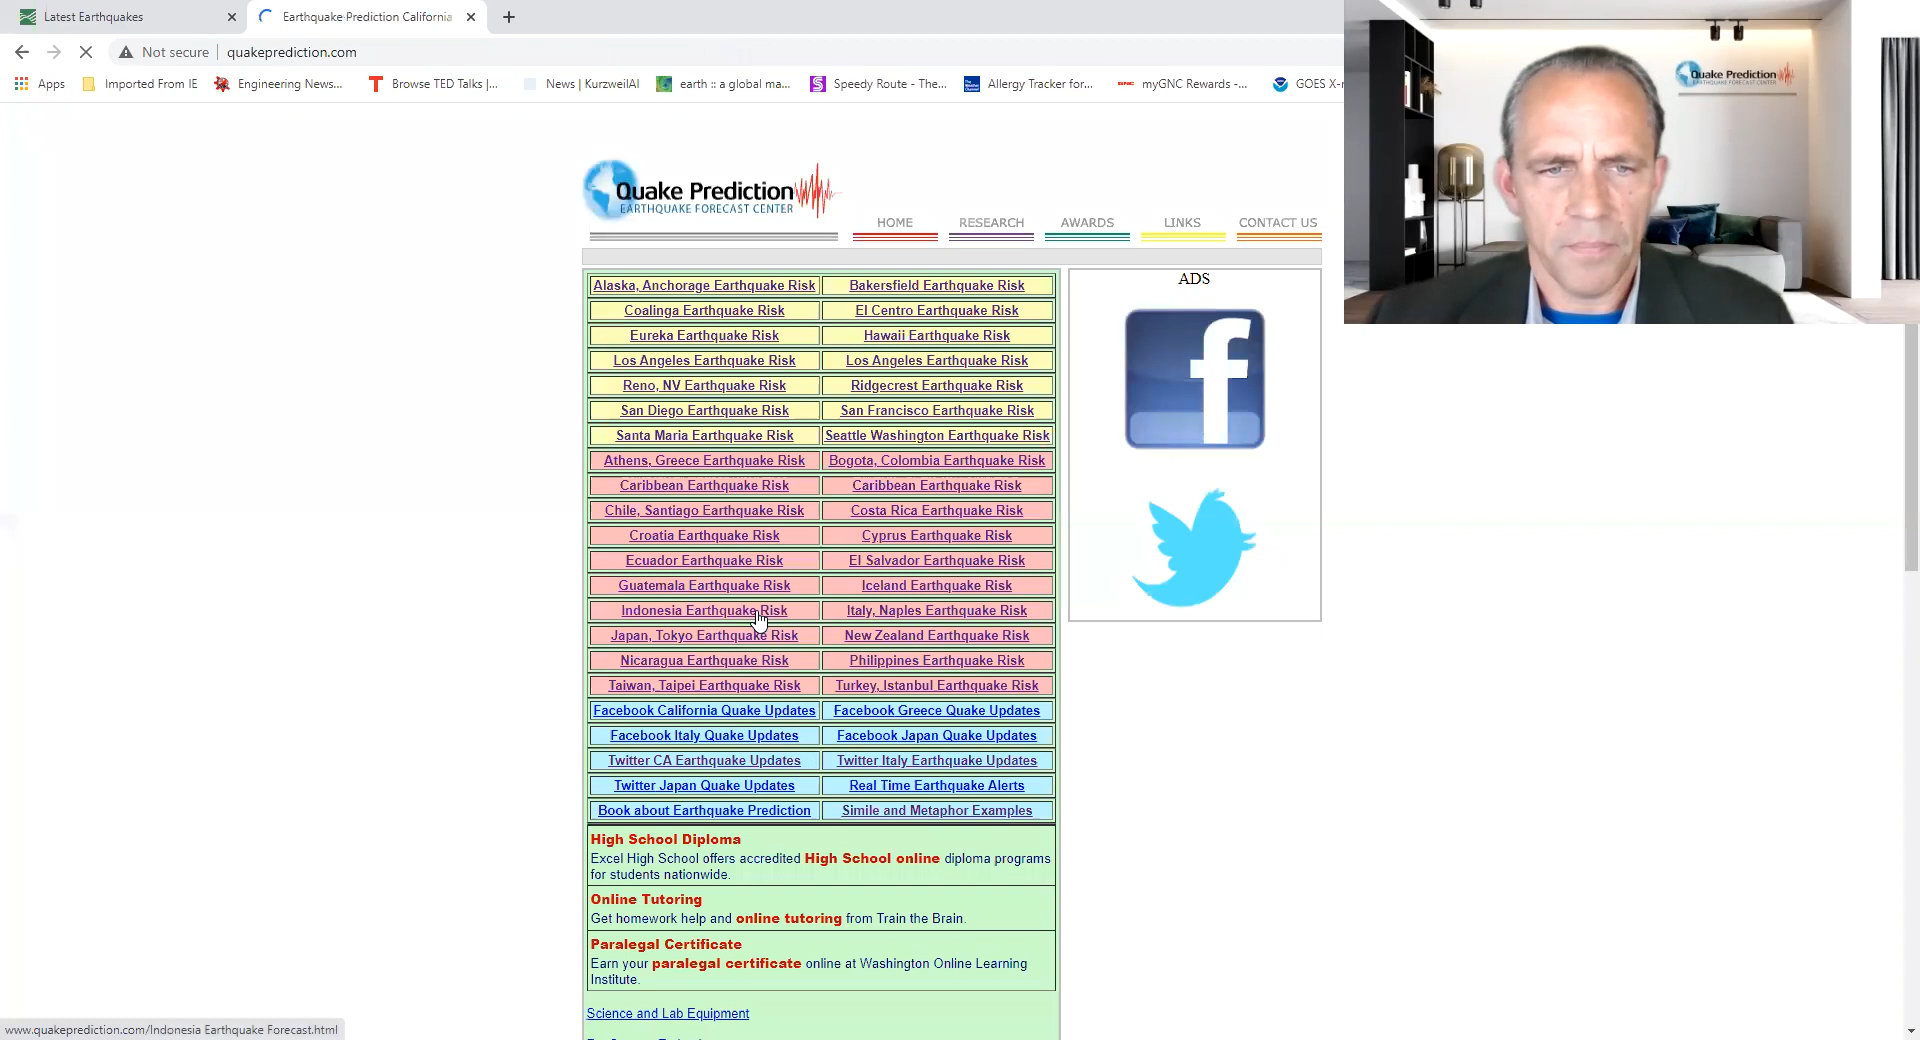 Latest Earthquakes
Earthquake Prediction California
Not secure
quakeprediction.com
Apps
Imported From IE
Engineering News...
Browse TED Talks |...
News | KurzweilAI
earth :: a global ma...
Speedy Route - The...
Allergy Tracker for...
myGNC Rewards -...
GOES X-r
Quake Prediction
EARTHQUAKE FORECAST CENTER
Quake Prediction
EARTHQUAKE FORECAST CENTER
HOME
RESEARCH
AWARDS
LINKS
CONTACT US
Alaska, Anchorage Earthquake Risk
Bakersfield Earthquake Risk
Coalinga Earthquake Risk
El Centro Earthquake Risk
Eureka Earthquake Risk
Hawaii Earthquake Risk
Los Angeles Earthquake Risk
Los Angeles Earthquake Risk
Reno, NV Earthquake Risk
Ridgecrest Earthquake Risk
San Diego Earthquake Risk
San Francisco Earthquake Risk
Santa Maria Earthquake Risk
Seattle Washington Earthquake Risk
Athens, Greece Earthquake Risk
Bogota, Colombia Earthquake Risk
Caribbean Earthquake Risk
Caribbean Earthquake Risk
Chile, Santiago Earthquake Risk
Costa Rica Earthquake Risk
Croatia Earthquake Risk
Cyprus Earthquake Risk
Ecuador Earthquake Risk
El Salvador Earthquake Risk
Guatemala Earthquake Risk
Iceland Earthquake Risk
Indonesia Earthquake Risk
Italy, Naples Earthquake Risk
Japan, Tokyo Earthquake Risk
New Zealand Earthquake Risk
Nicaragua Earthquake Risk
Philippines Earthquake Risk
Taiwan, Taipei Earthquake Risk
Turkey, Istanbul Earthquake Risk
Facebook California Quake Updates
Facebook Greece Quake Updates
Facebook Italy Quake Updates
Facebook Japan Quake Updates
Twitter CA Earthquake Updates
Twitter Italy Earthquake Updates
Twitter Japan Quake Updates
Real Time Earthquake Alerts
Book about Earthquake Prediction
Simile and Metaphor Examples
ADS
High School Diploma
Excel High School offers accredited High School online diploma programs
for students nationwide.
Online Tutoring
Get homework help and online tutoring from Train the Brain.
Paralegal Certificate
Earn your paralegal certificate online at Washington Online Learning
Institute.
Science and Lab Equipment
www.quakeprediction.com/Indonesia Earthquake Forecast.html